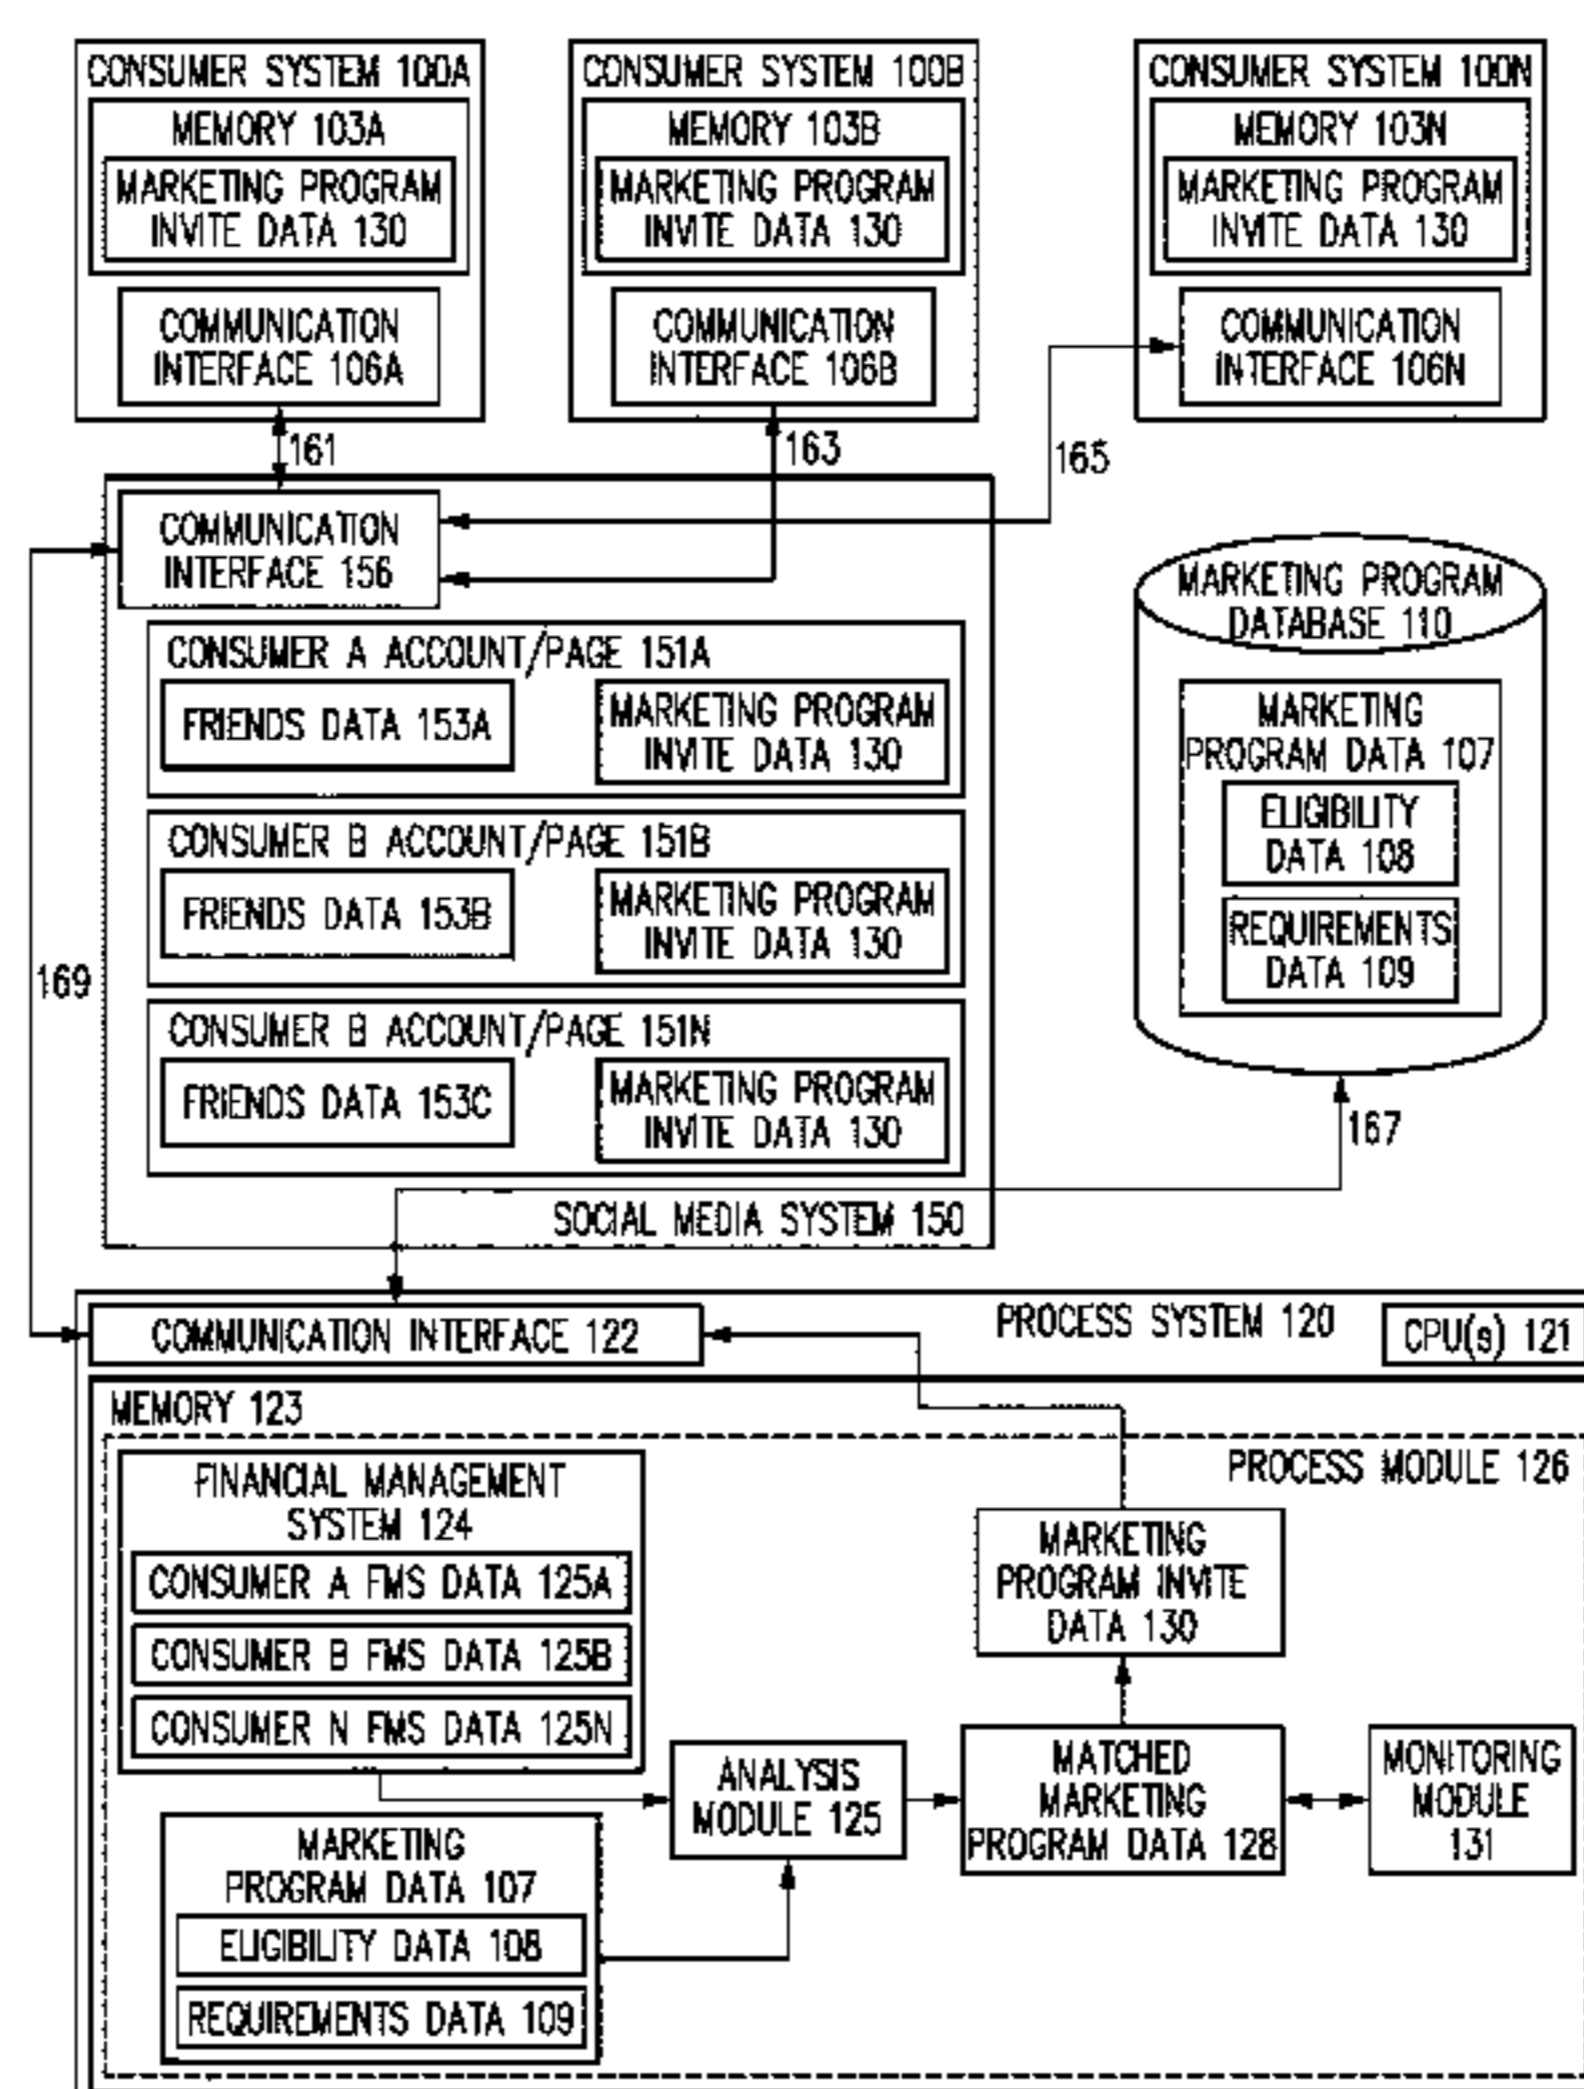 CONSUMER SYSTEM 100A
MEMORY 103A
MARKETING PROGRAM
INVITE DATA 130
COMMUNICATION
INTERFACE 106A
CONSUMER SYSTEM 100B
MEMORY 103B
MARKETING PROGRAM
INVITE DATA 130
COMMUNICATION
INTERFACE 106B
CONSUMER SYSTEM 100N
MEMORY 103N
MARKETING PROGRAM
INVITE DATA 130
COMMUNICATION
INTERFACE 106N
161
163
165
COMMUNICATION
INTERFACE 156
CONSUMER A ACCOUNT/PAGE 151A
FRIENDS DATA 153A
MARKETING PROGRAM
INVITE DATA 130
CONSUMER B ACCOUNT/PAGE 151B
FRIENDS DATA 153B
MARKETING PROGRAM
INVITE DATA 130
CONSUMER B ACCOUNT/PAGE 151N
FRIENDS DATA 153C
MARKETING PROGRAM
INVITE DATA 130
SOCIAL MEDIA SYSTEM 150
169
MARKETING PROGRAM
DATABASE 110
MARKETING
PROGRAM DATA 107
ELIGIBILITY
DATA 108
REQUIREMENTS
DATA 109
167
COMMUNICATION INTERFACE 122
PROCESS SYSTEM 120
CPU(s) 121
MEMORY 123
PROCESS MODULE 126
FINANCIAL MANAGEMENT
SYSTEM 124
CONSUMER A FMS DATA 125A
CONSUMER B FMS DATA 125B
CONSUMER N FMS DATA 125N
MARKETING
PROGRAM DATA 107
ELIGIBILITY DATA 108
REQUIREMENTS DATA 109
ANALYSIS
MODULE 125
MARKETING
PROGRAM INVITE
DATA 130
MATCHED
MARKETING
PROGRAM DATA 128
MONITORING
MODULE
131